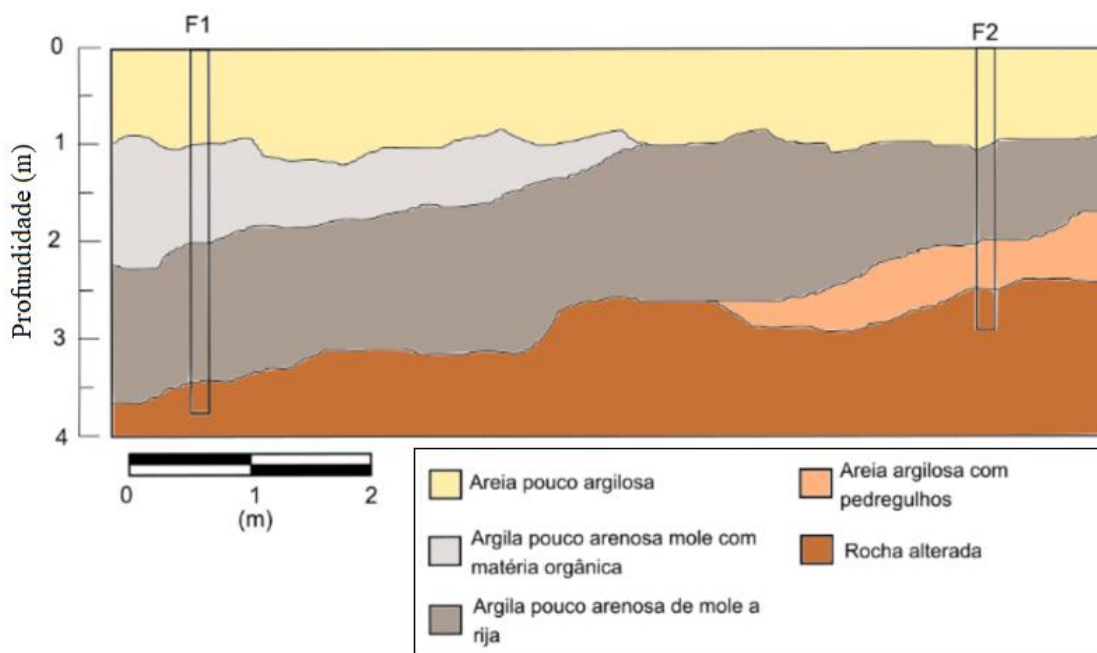 F1
F2
0
1
2
3
4
Profundidade (m)
0
1
2
(m)
Areia pouco argilosa
Argila pouco arenosa mole com
matéria orgânica
Argila pouco arenosa de mole a
rija
Areia argilosa com
pedregulhos
Rocha alterada